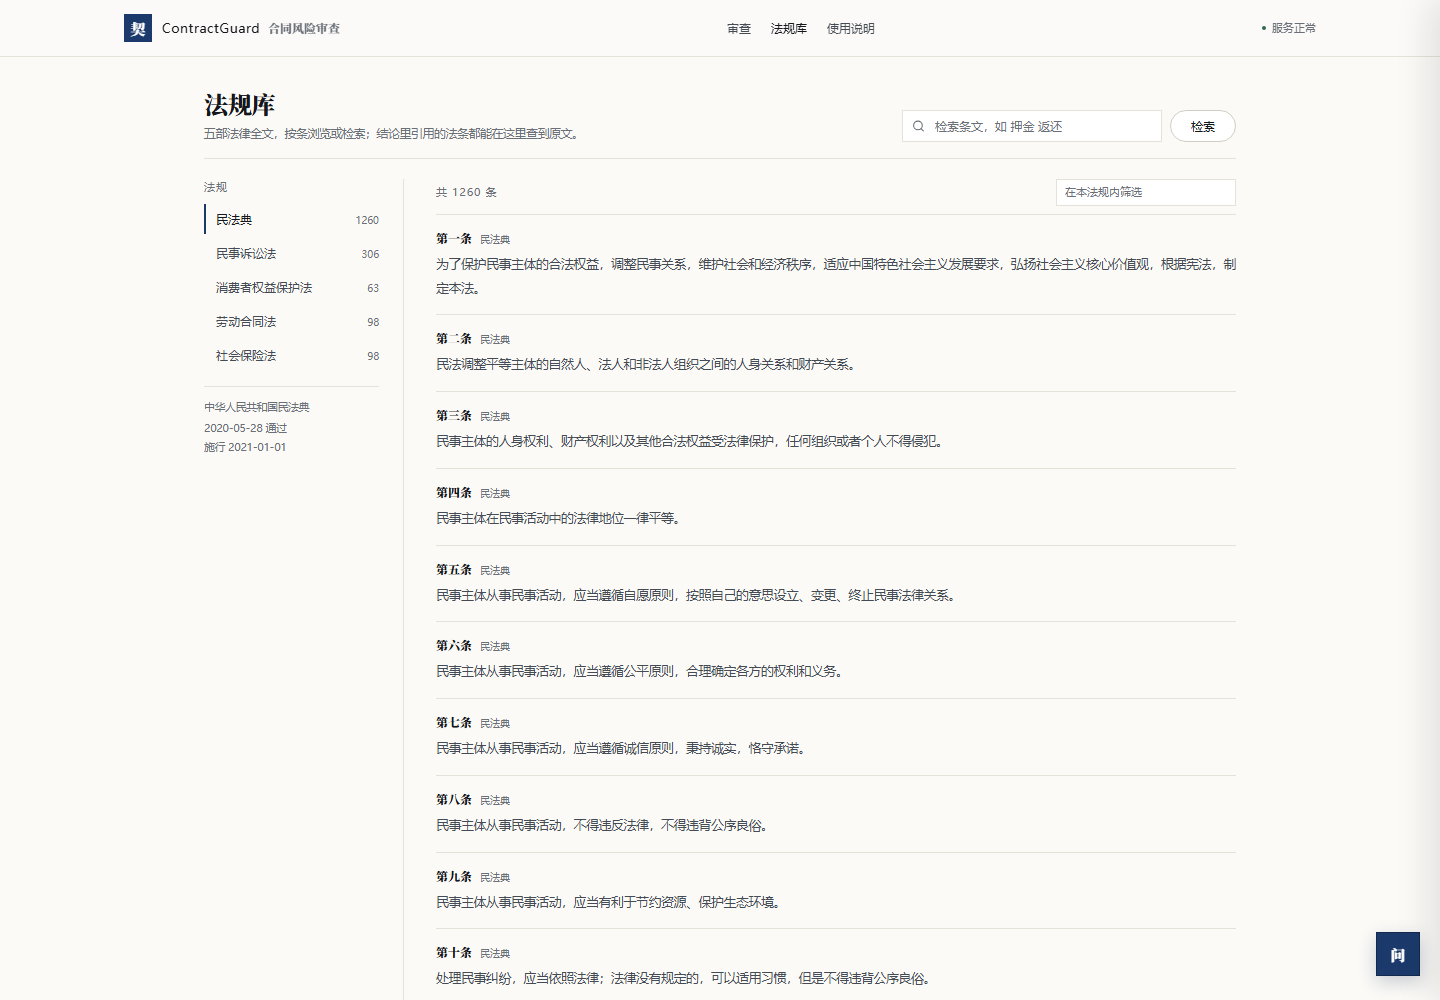 契 ContractGuard 合同风险审查 审查 法规库 使用说明 服务正常
法规库
五部法律全文，按条浏览或检索；结论里引用的法条都能在这里查到原文。
检索条文，如 押金 返还 检索
法规
民法典 1260
民事诉讼法 306
消费者权益保护法 63
劳动合同法 98
社会保险法 98
中华人民共和国民法典
2020-05-28 通过
施行 2021-01-01
共 1260 条 在本法规内筛选
第一条 民法典
为了保护民事主体的合法权益，调整民事关系，维护社会和经济秩序，适应中国特色社会主义发展要求，弘扬社会主义核心价值观，根据宪法，制
定本法。
第二条 民法典
民法调整平等主体的自然人、法人和非法人组织之间的人身关系和财产关系。
第三条 民法典
民事主体的人身权利、财产权利以及其他合法权益受法律保护，任何组织或者个人不得侵犯。
第四条 民法典
民事主体在民事活动中的法律地位一律平等。
第五条 民法典
民事主体从事民事活动，应当遵循自愿原则，按照自己的意思设立、变更、终止民事法律关系。
第六条 民法典
民事主体从事民事活动，应当遵循公平原则，合理确定各方的权利和义务。
第七条 民法典
民事主体从事民事活动，应当遵循诚信原则，秉持诚实，恪守承诺。
第八条 民法典
民事主体从事民事活动，不得违反法律，不得违背公序良俗。
第九条 民法典
民事主体从事民事活动，应当有利于节约资源、保护生态环境。
第十条 民法典
处理民事纠纷，应当依照法律；法律没有规定的，可以适用习惯，但是不得违背公序良俗。
问